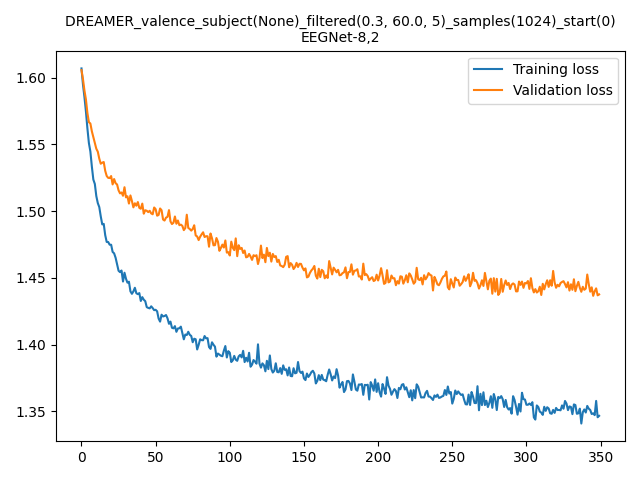 DREAMER_valence_subject(None)_filtered(0.3, 60.0, 5)_samples(1024)_start(0)
EEGNet-8,2
Training loss
Validation loss
1.60
1.55
1.50
1.45
1.40
1.35
0 50 100 150 200 250 300 350